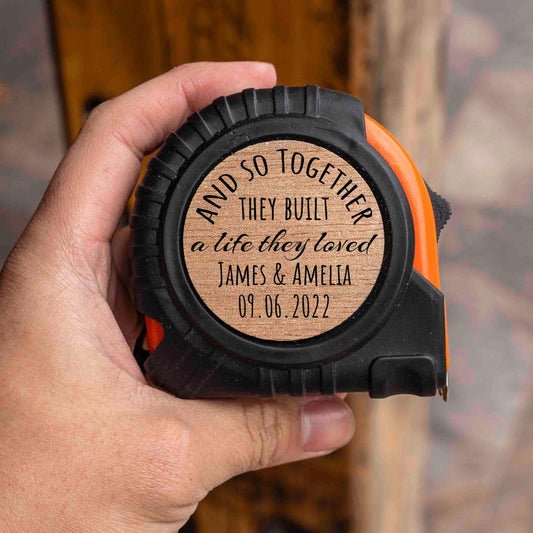 AND SO TOGETHER
THEY BUILT
a life they loved
JAMES & AMELIA
09.06.2022